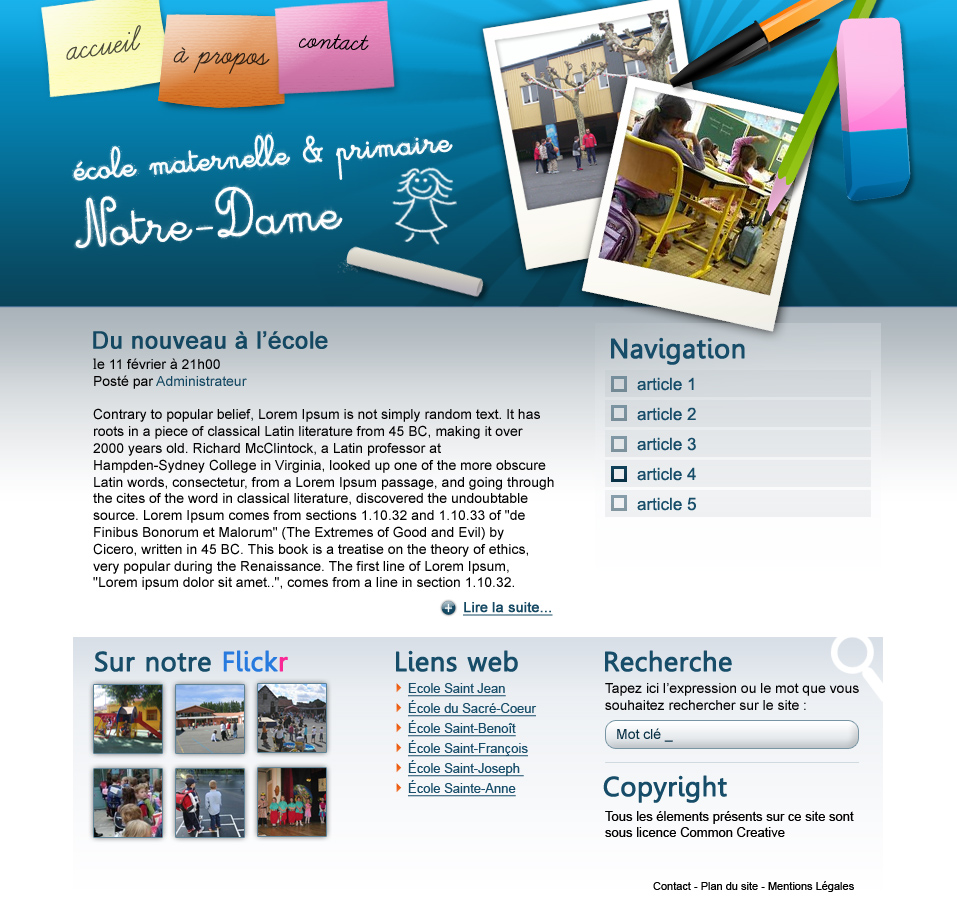 accueil
à propos
contact
école maternelle & primaire
Notre-Dame
Du nouveau à l’école
le 11 février à 21h00
Posté par Administrateur
Contrary to popular belief, Lorem Ipsum is not simply random text. It has
roots in a piece of classical Latin literature from 45 BC, making it over
2000 years old. Richard McClintock, a Latin professor at
Hampden-Sydney College in Virginia, looked up one of the more obscure
Latin words, consectetur, from a Lorem Ipsum passage, and going through
the cites of the word in classical literature, discovered the undoubtable
source. Lorem Ipsum comes from sections 1.10.32 and 1.10.33 of "de
Finibus Bonorum et Malorum" (The Extremes of Good and Evil) by
Cicero, written in 45 BC. This book is a treatise on the theory of ethics,
very popular during the Renaissance. The first line of Lorem Ipsum,
"Lorem ipsum dolor sit amet..", comes from a line in section 1.10.32.
Lire la suite...
Navigation
article 1
article 2
article 3
article 4
article 5
Sur notre Flickr
Liens web
Ecole Saint Jean
École du Sacré-Coeur
École Saint-Benoît
École Saint-François
École Saint-Joseph
École Sainte-Anne
Recherche
Tapez ici l’expression ou le mot que vous
souhaitez rechercher sur le site :
Mot clé _
Copyright
Tous les élements présents sur ce site sont
sous licence Common Creative
Contact - Plan du site - Mentions Légales